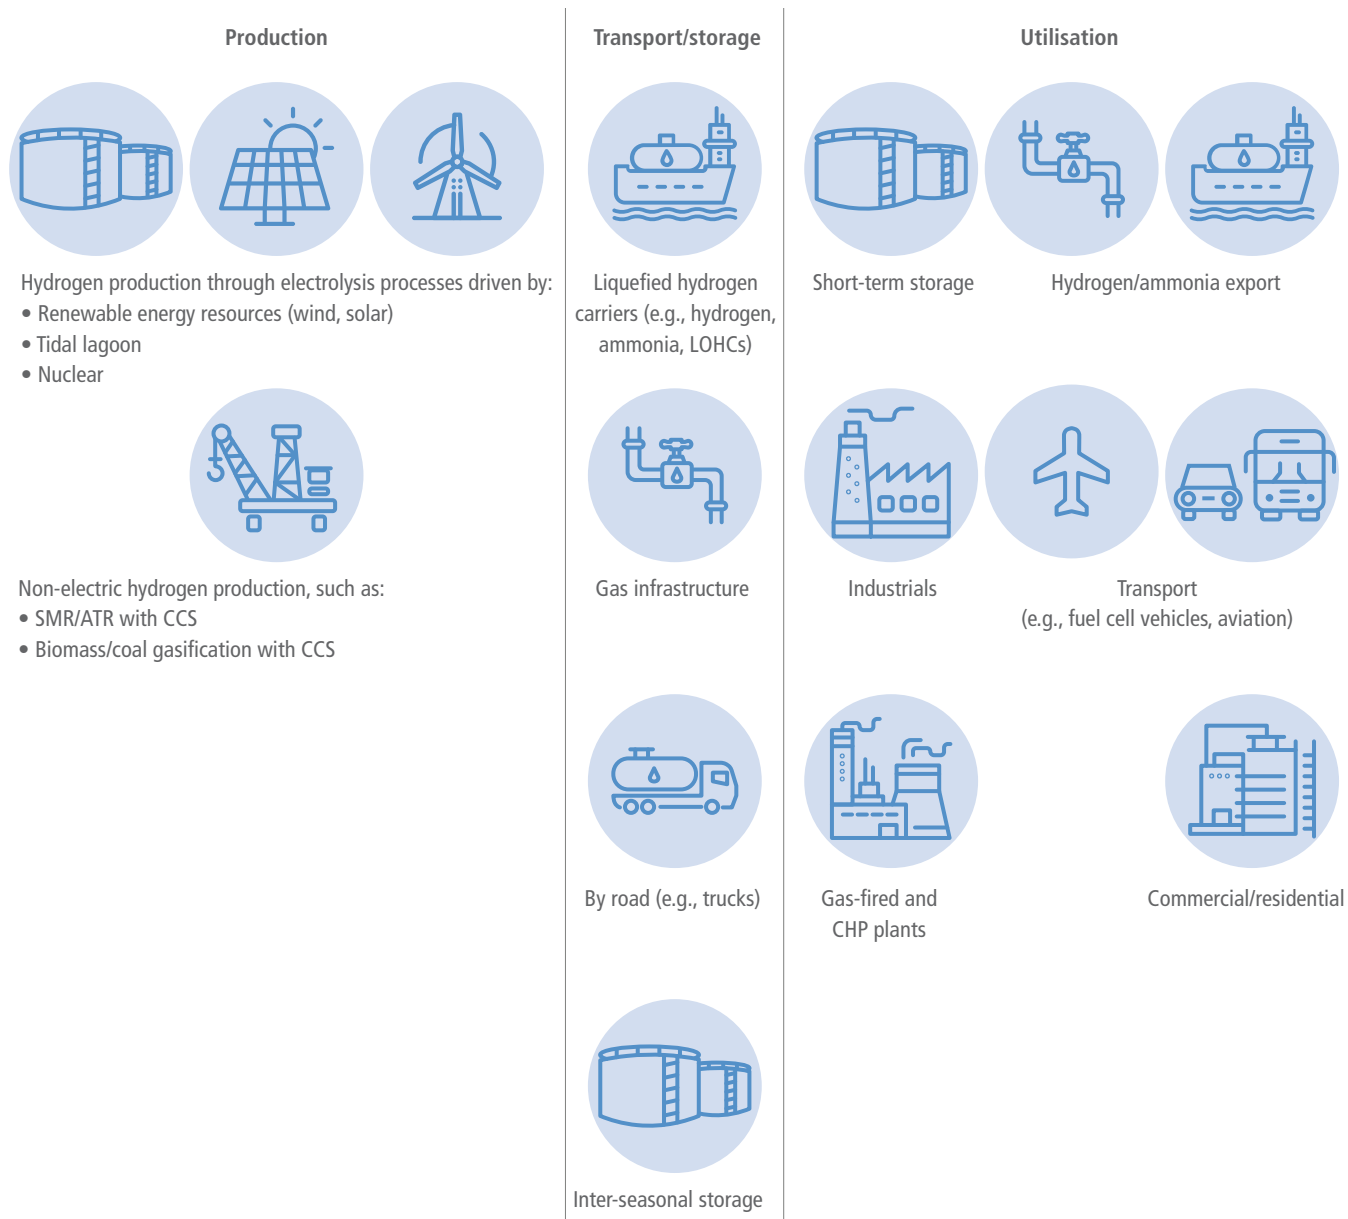 Production
Hydrogen production through electrolysis processes driven by:
• Renewable energy resources (wind, solar)
• Tidal lagoon
• Nuclear
Non-electric hydrogen production, such as:
• SMR/ATR with CCS
• Biomass/coal gasification with CCS
Transport/storage
Liquefied hydrogen
carriers (e.g., hydrogen,
ammonia, LOHCs)
Gas infrastructure
By road (e.g., trucks)
Inter-seasonal storage
Utilisation
Short-term storage
Hydrogen/ammonia export
Industrials
Transport
(e.g., fuel cell vehicles, aviation)
Gas-fired and
CHP plants
Commercial/residential